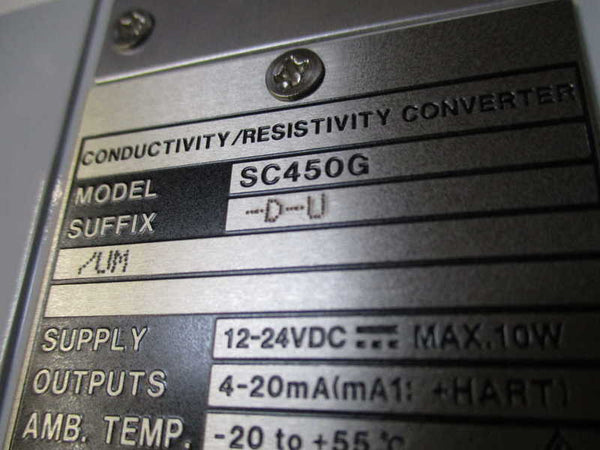 CONDUCTIVITY/RESISTIVITY CONVERTER
MODEL SC450G
SUFFIX -D-U
/UM
SUPPLY 12-24VDC MAX.10W
OUTPUTS 4-20mA(mA1: +HART)
AMB. TEMP. -20 to +55°C